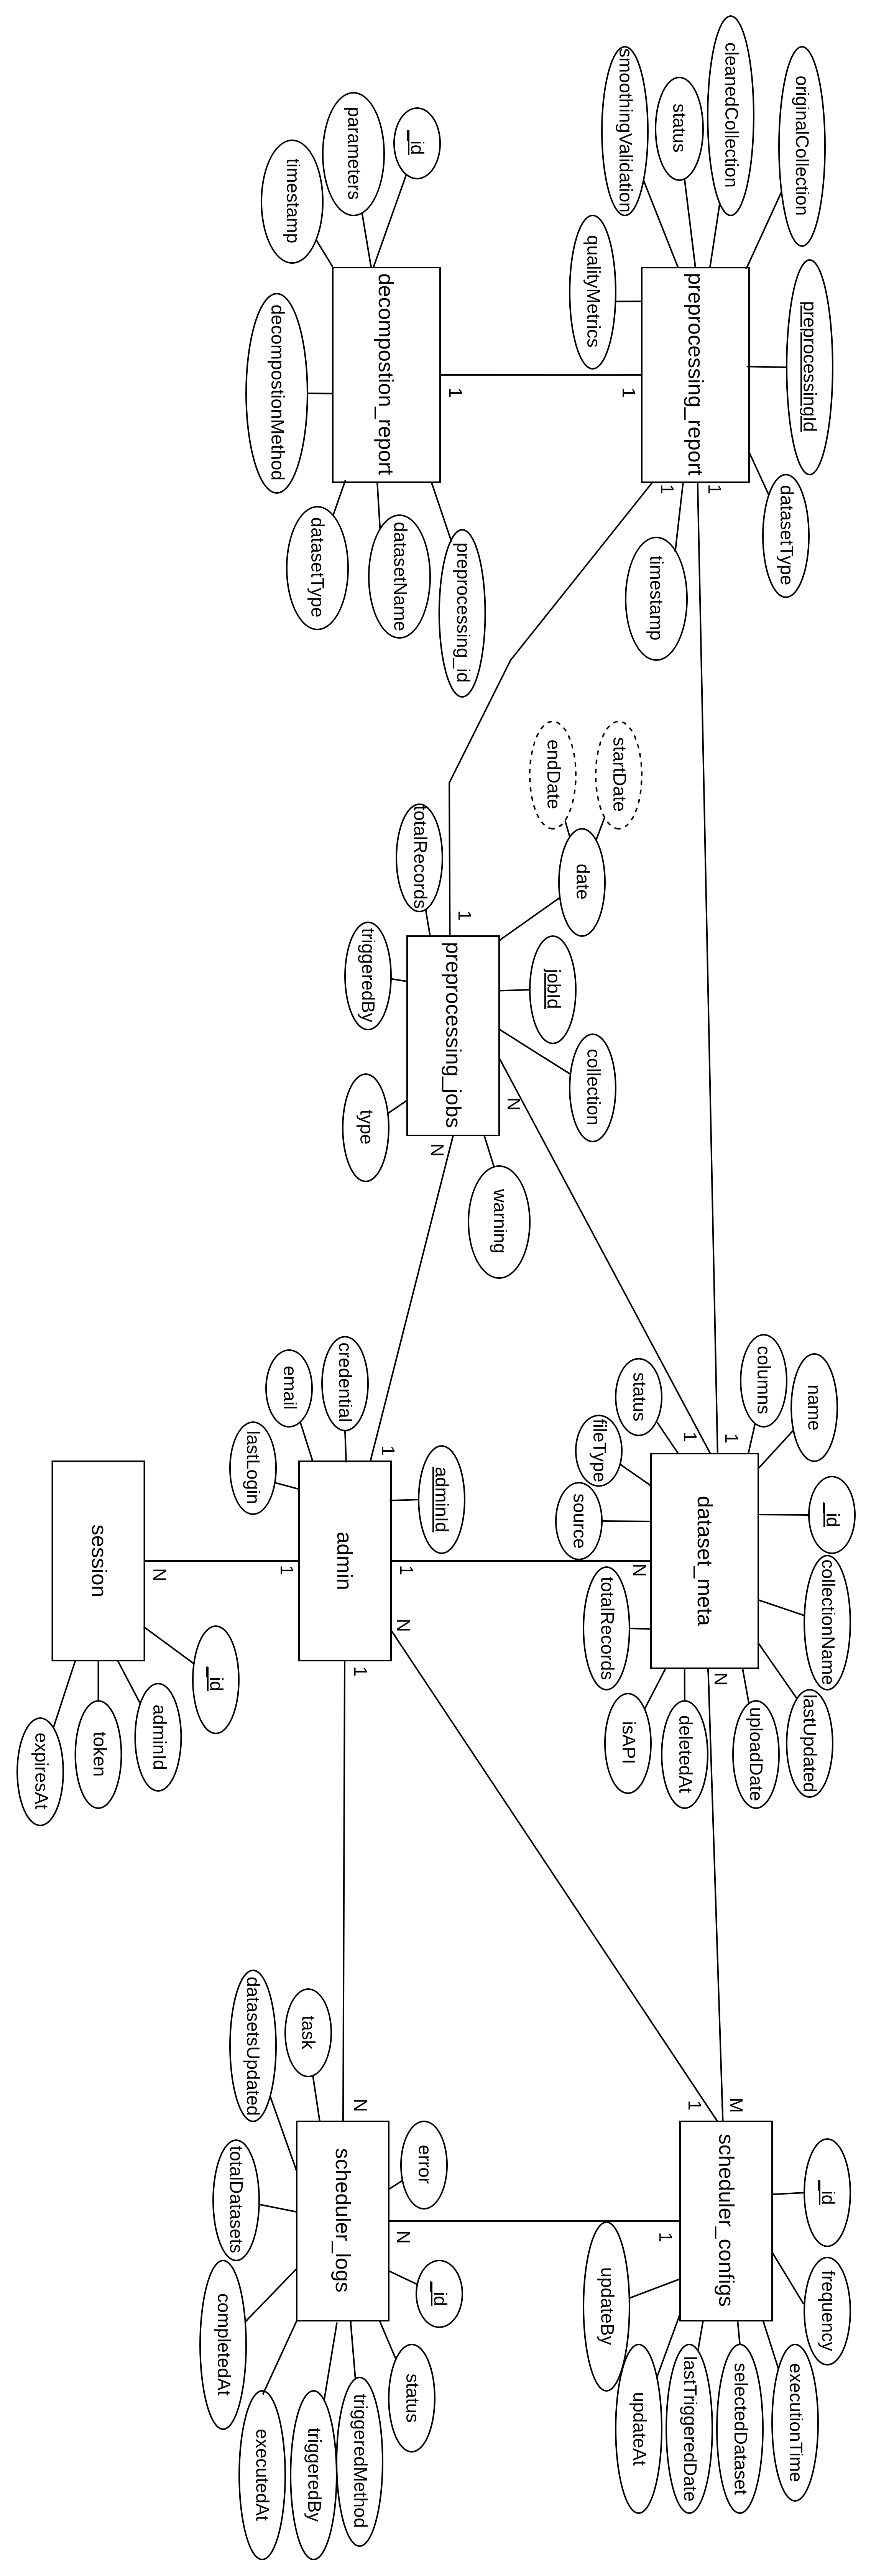 originalCollection
cleanedCollection
status
smoothingValidation
preprocessingId
preprocessing_report
qualityMetrics
datasetType
timestamp
1
1
1
1
_id
parameters
timestamp
decompostion_report
decompostionMethod
preprocessing_id
datasetName
datasetType
startDate
endDate
date
totalRecords
1
jobId
collection
triggeredBy
preprocessing_jobs
type
N
N
warning
name
columns
status
fileType
source
1
1
_id
dataset_meta
collectionName
totalRecords
N
N
lastUpdated
uploadDate
deletedAt
isAPI
credential
email
lastLogin
1
adminId
admin
1
1
N
1
session
N
_id
adminId
token
expiresAt
M
1
_id
scheduler_configs
frequency
1
updateBy
executionTime
selectedDataset
lastTriggeredDate
updateAt
task
datasetsUpdated
N
error
scheduler_logs
totalDatasets
N
_id
completedAt
status
triggeredMethod
triggeredBy
executedAt